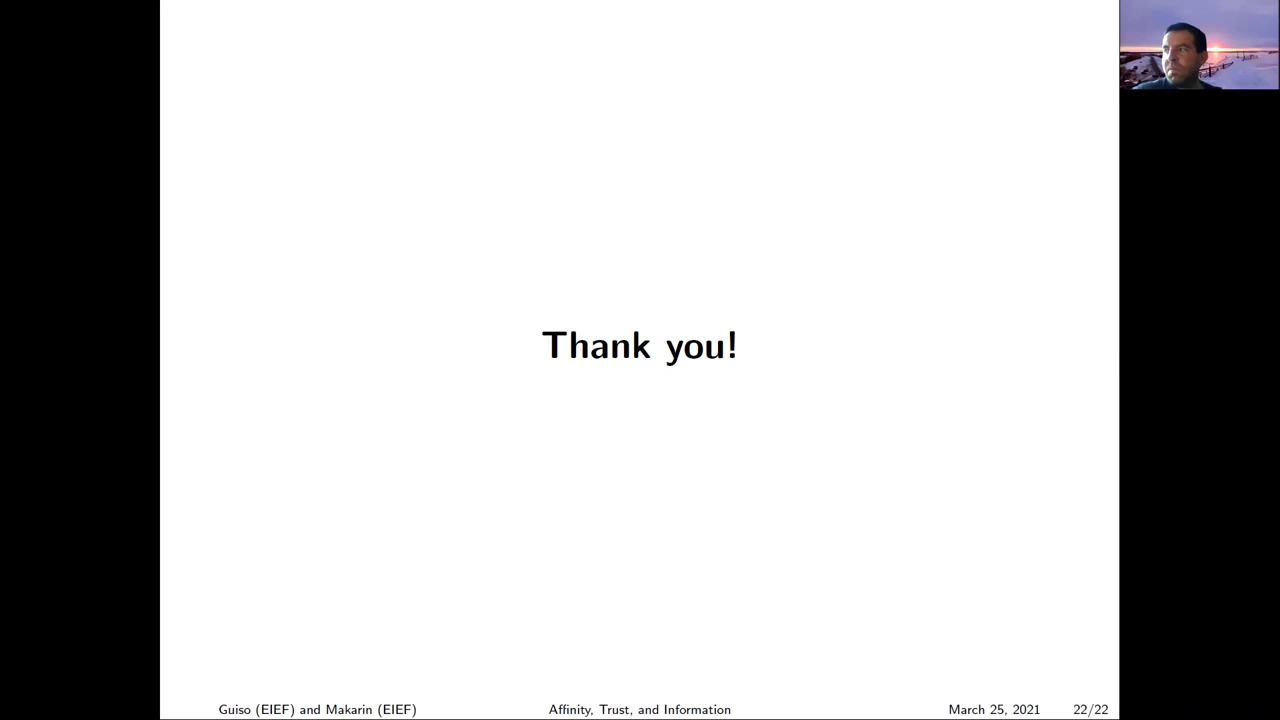 Thank you!
Guiso (EIEF) and Makarin (EIEF) Affinity, Trust, and Information March 25, 2021 22/22